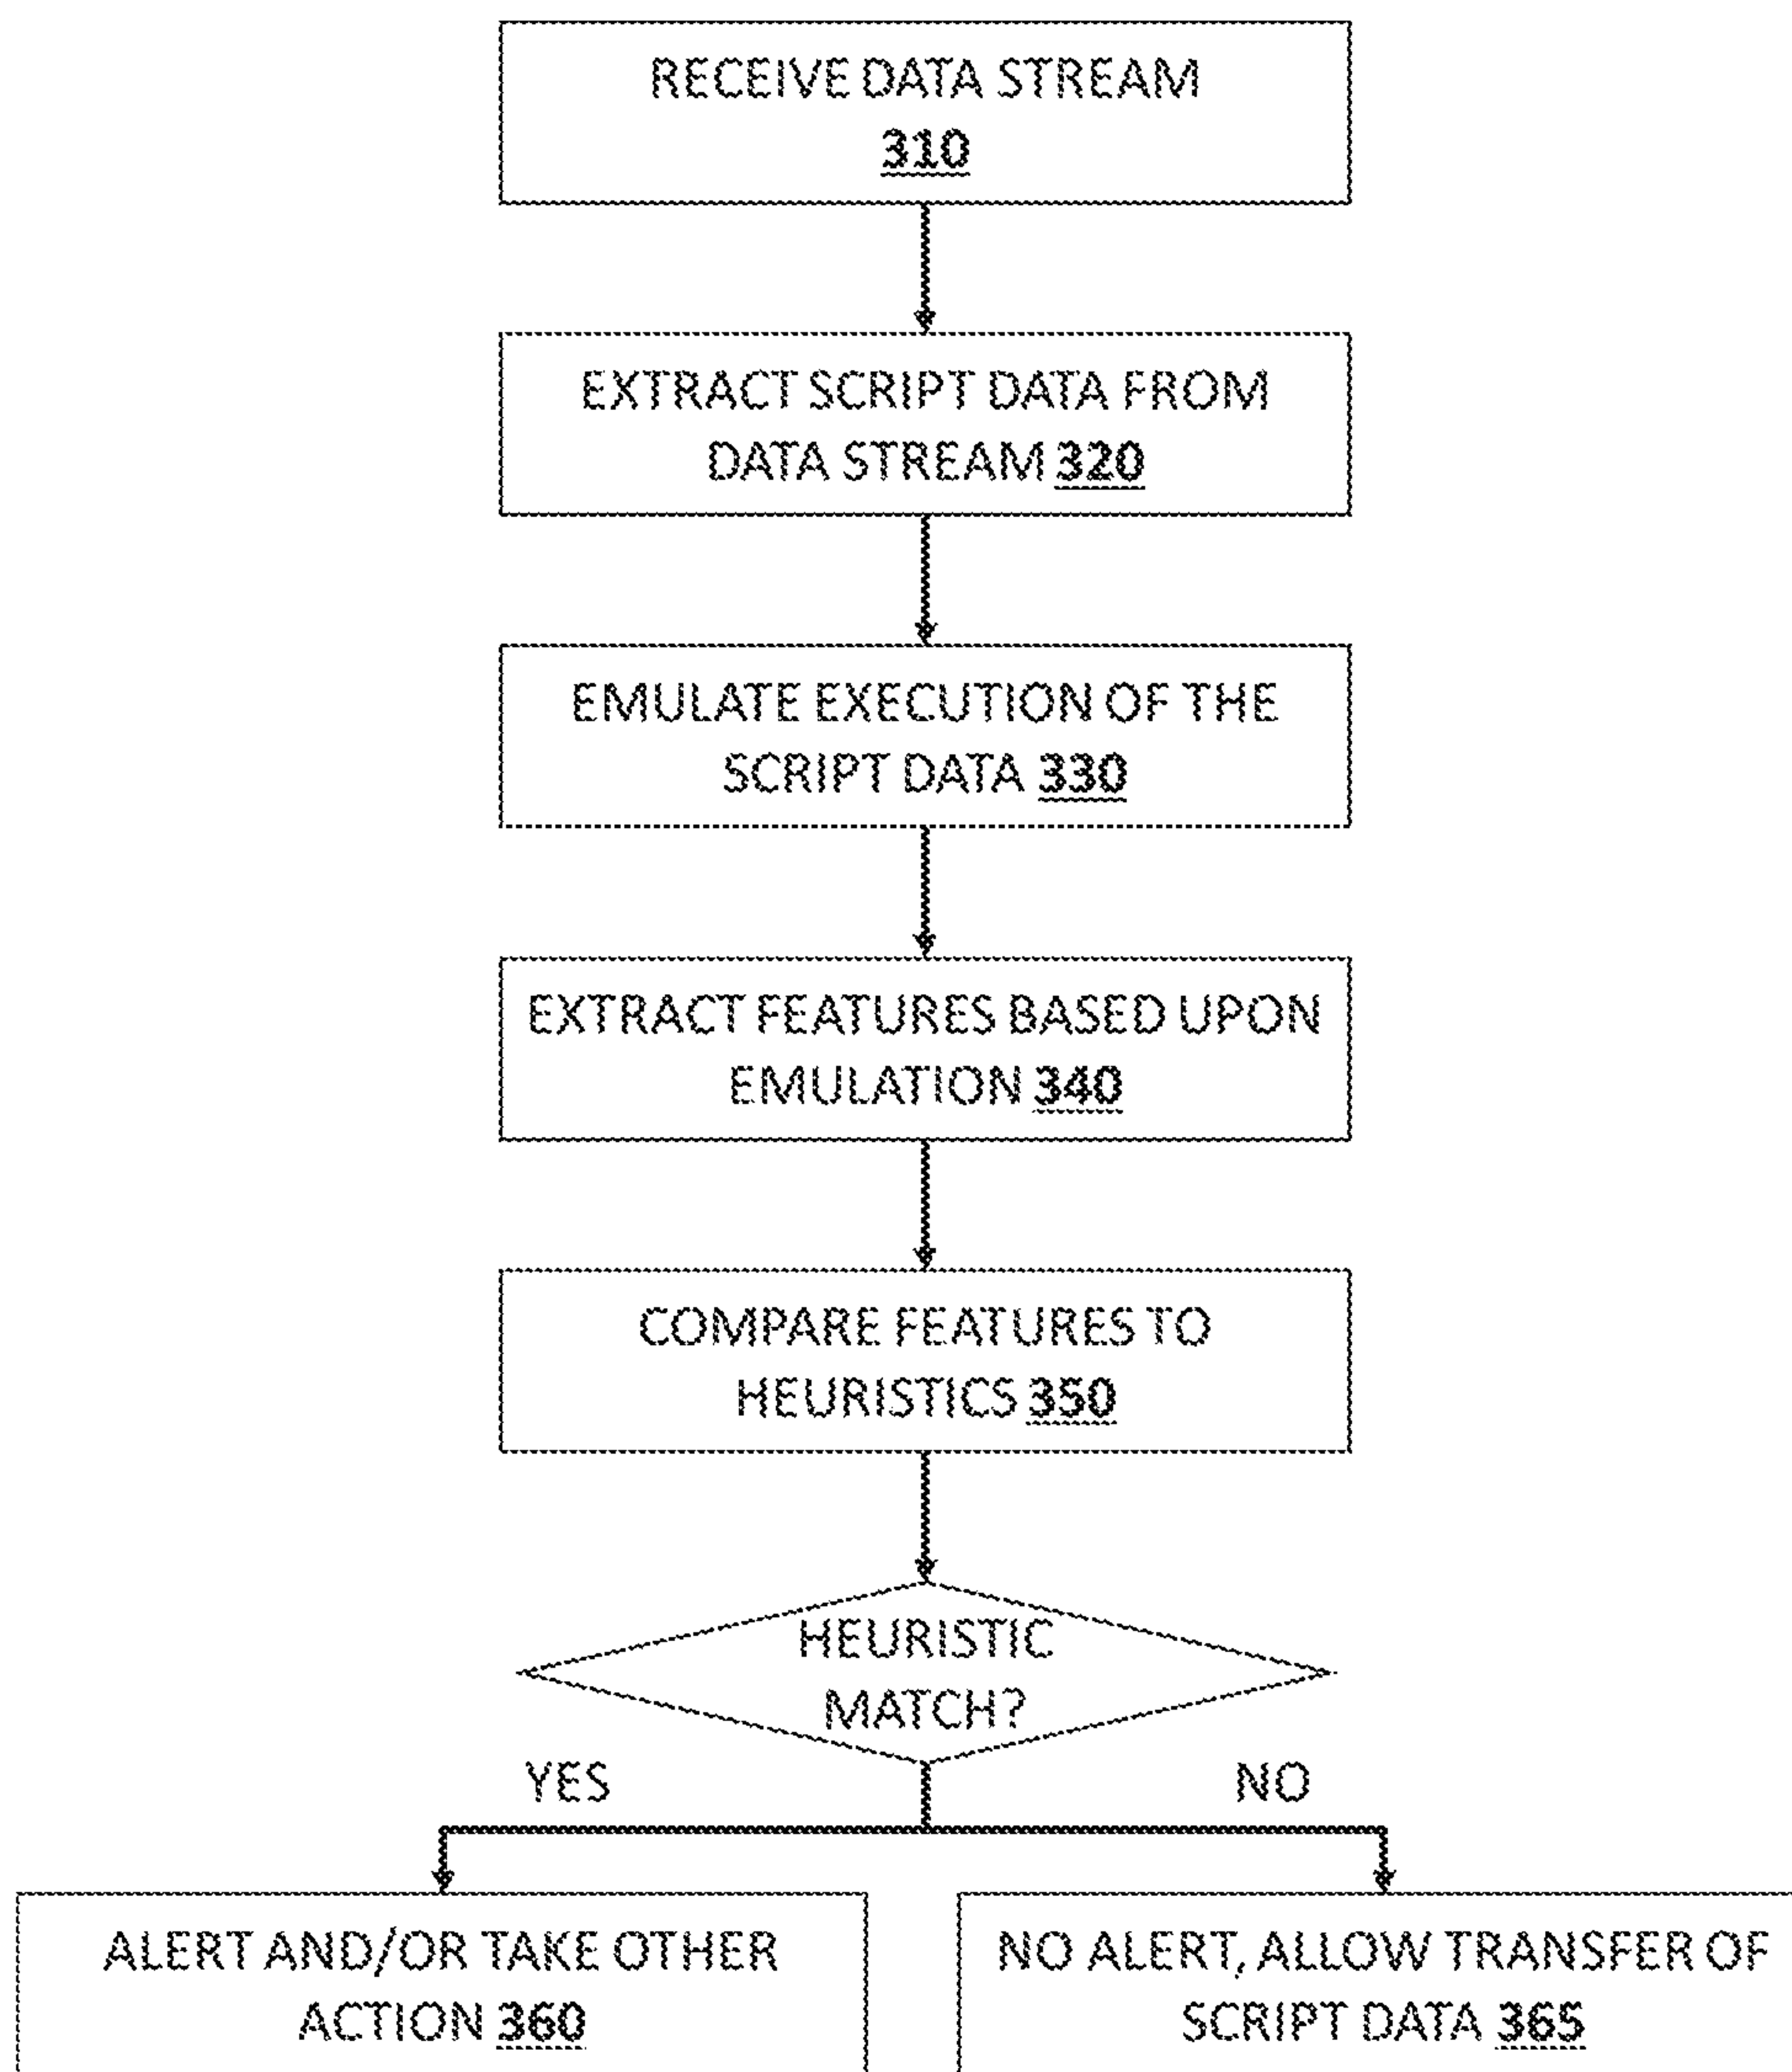 RECEIVE DATA STREAM
310
EXTRACT SCRIPT DATA FROM
DATA STREAM 320
EMULATE EXECUTION OF THE
SCRIPT DATA 330
EXTRACT FEATURES BASED UPON
EMULATION 340
COMPARE FEATURES TO
HEURISTICS 350
HEURISTIC
MATCH?
YES
NO
ALERT AND/OR TAKE OTHER
ACTION 360
NO ALERT, ALLOW TRANSFER OF
SCRIPT DATA 365